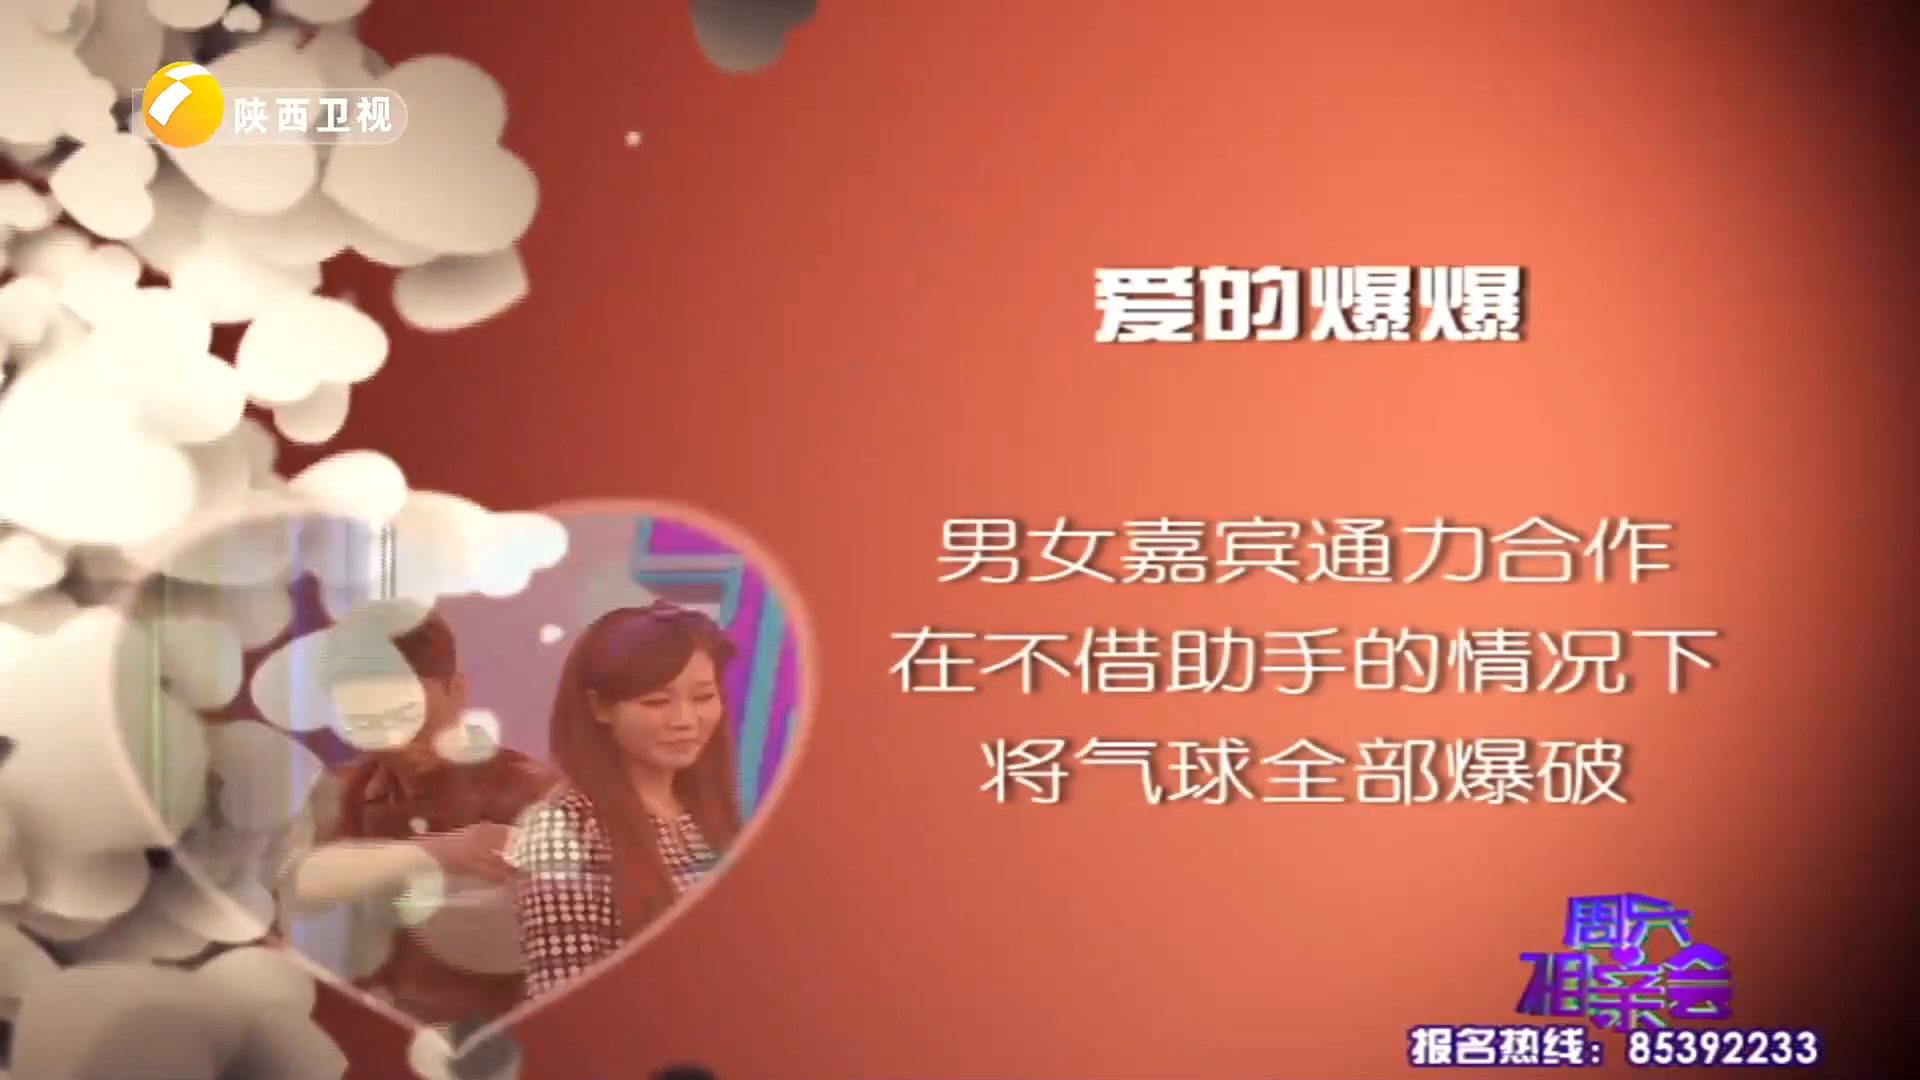 陕西卫视
爱的爆爆
男女嘉宾通力合作
在不借助手的情况下
将气球全部爆破
周六
相亲会
报名热线：85392233